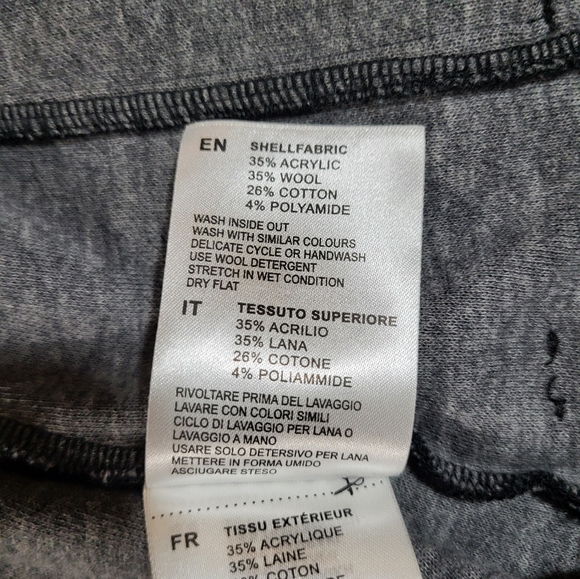 EN SHELLFABRIC
35% ACRYLIC
35% WOOL
26% COTTON
4% POLYAMIDE
WASH INSIDE OUT
WASH WITH SIMILAR COLOURS
DELICATE CYCLE OR HANDWASH
USE WOOL DETERGENT
STRETCH IN WET CONDITION
DRY FLAT
IT TESSUTO SUPERIORE
35% ACRILIO
35% LANA
26% COTONE
4% POLIAMMIDE
RIVOLTARE PRIMA DEL LAVAGGIO
LAVARE CON COLORI SIMILI
CICLO DI LAVAGGIO PER LANA O
LAVAGGIO A MANO
USARE SOLO DETERSIVO PER LANA
METTERE IN FORMA UMIDO
ASCIUGARE STESO
FR TISSU EXTÉRIEUR
35% ACRYLIQUE
35% LAINE
COTON